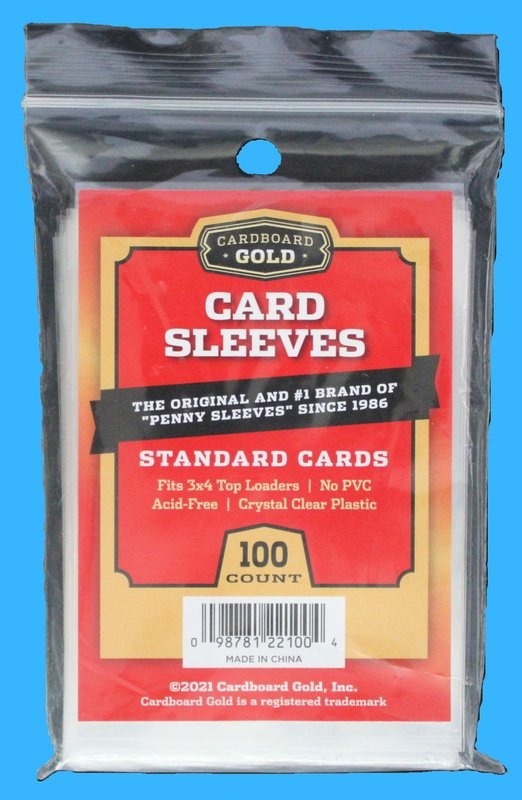 CARDBOARD
GOLD
CARD
SLEEVES
THE ORIGINAL AND #1 BRAND OF
"PENNY SLEEVES" SINCE 1986
STANDARD CARDS
Fits 3x4 Top Loaders | No PVC
Acid-Free | Crystal Clear Plastic
100
COUNT
0 98781 22100 4
MADE IN CHINA
©2021 Cardboard Gold, Inc.
Cardboard Gold is a registered trademark